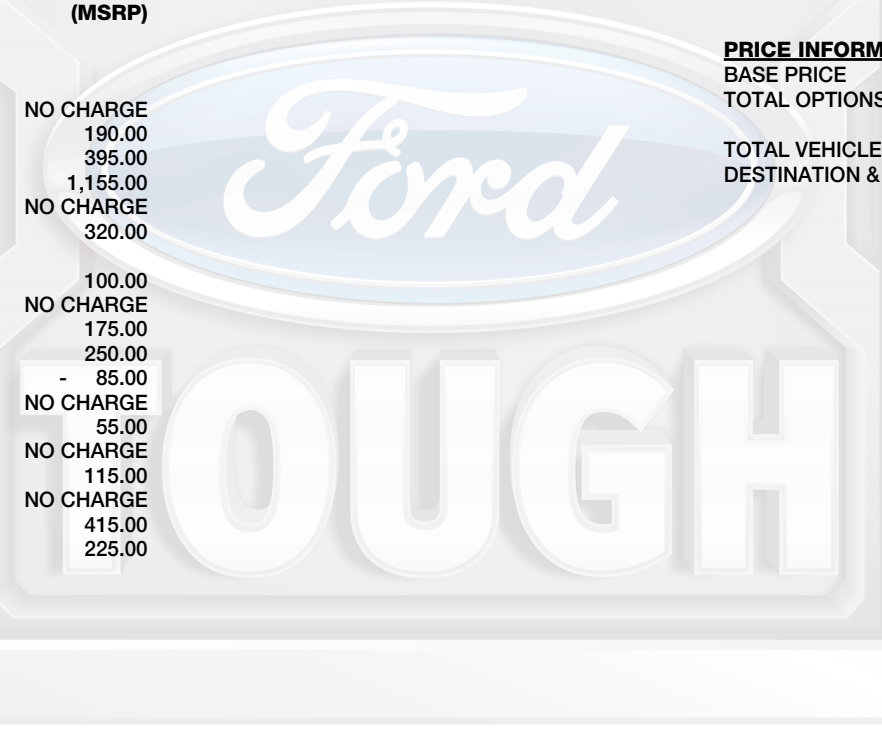 (MSRP)
NO CHARGE
190.00
395.00
1,155.00
NO CHARGE
320.00
100.00
NO CHARGE
175.00
250.00
- 85.00
NO CHARGE
55.00
NO CHARGE
115.00
NO CHARGE
415.00
225.00
PRICE INFORM
BASE PRICE
TOTAL OPTIONS
TOTAL VEHICLE
DESTINATION &
Ford
TOUGH